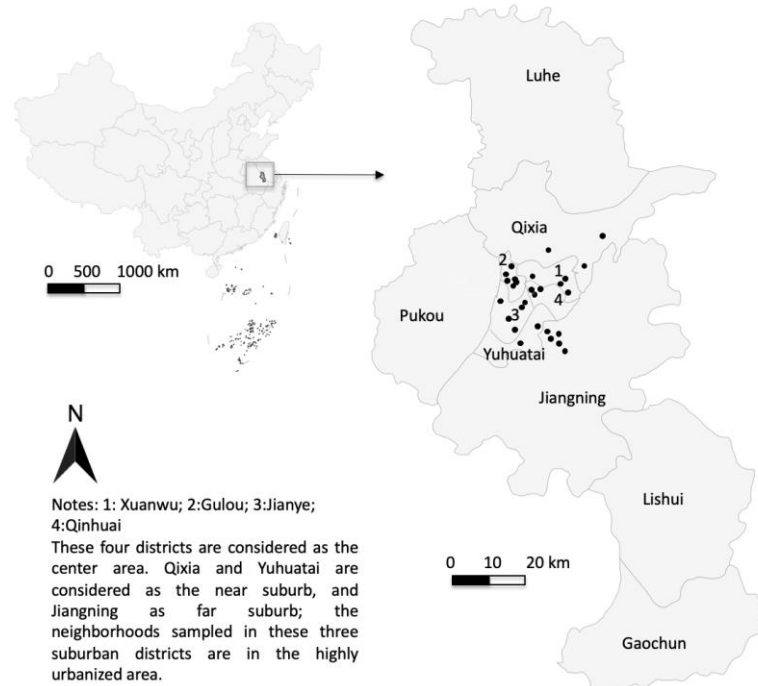 Luhe
Qixia
2
1
0 500 1000 km
4
Pukou
3
Yuhuatai
Jiangning
N
Notes: 1: Xuanwu; 2:Gulou; 3:Jianye;
4:Qinhuai
These four districts are considered as the
center area. Qixia and Yuhuatai are
considered as the near suburb, and
Jiangning as far suburb; the
neighborhoods sampled in these three
suburban districts are in the highly
urbanized area.
Lishui
0 10 20 km
Gaochun